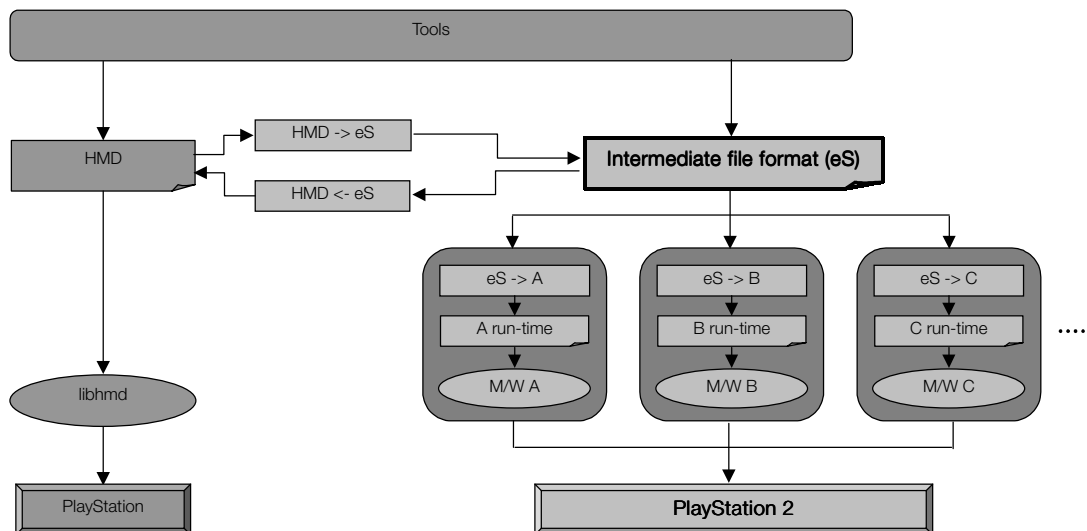 Tools
HMD -> eS
HMD
Intermediate file format (eS)
HMD <- eS
eS -> A
eS -> B
eS -> C
A run-time
B run-time
C run-time
....
M/W A
M/W B
M/W C
libhmd
PlayStation
PlayStation 2